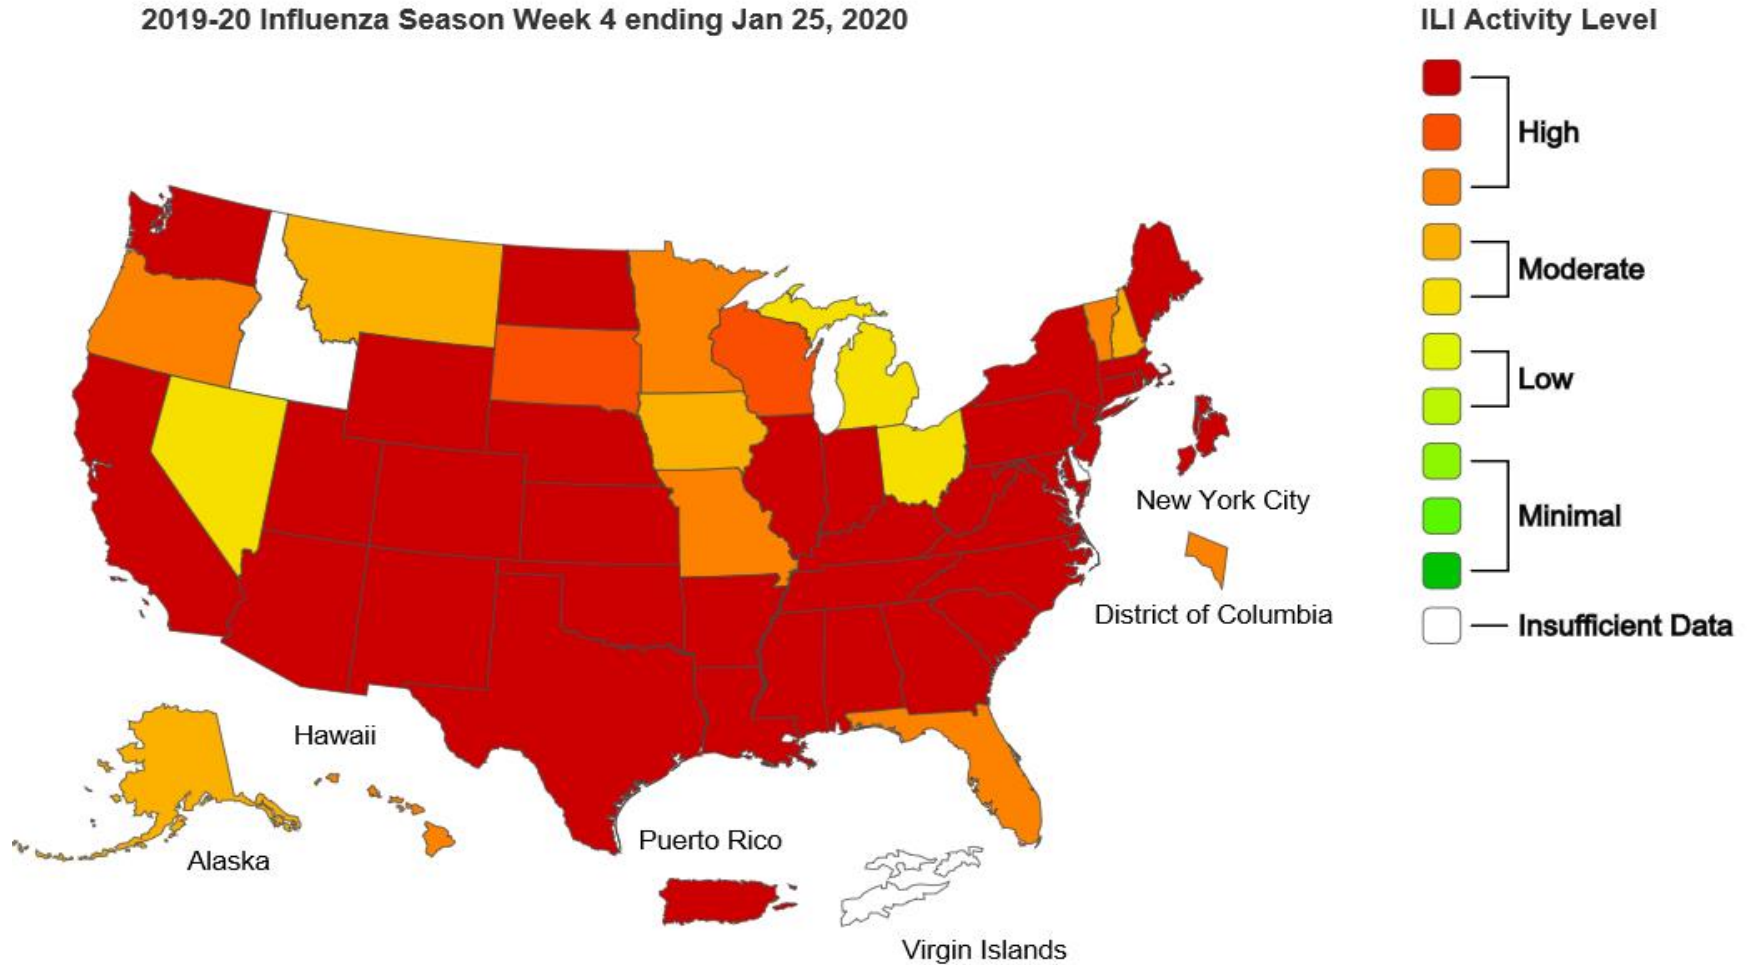 2019-20 Influenza Season Week 4 ending Jan 25, 2020
ILI Activity Level
High
Moderate
Low
Minimal
Insufficient Data
New York City
District of Columbia
Hawaii
Alaska
Puerto Rico
Virgin Islands